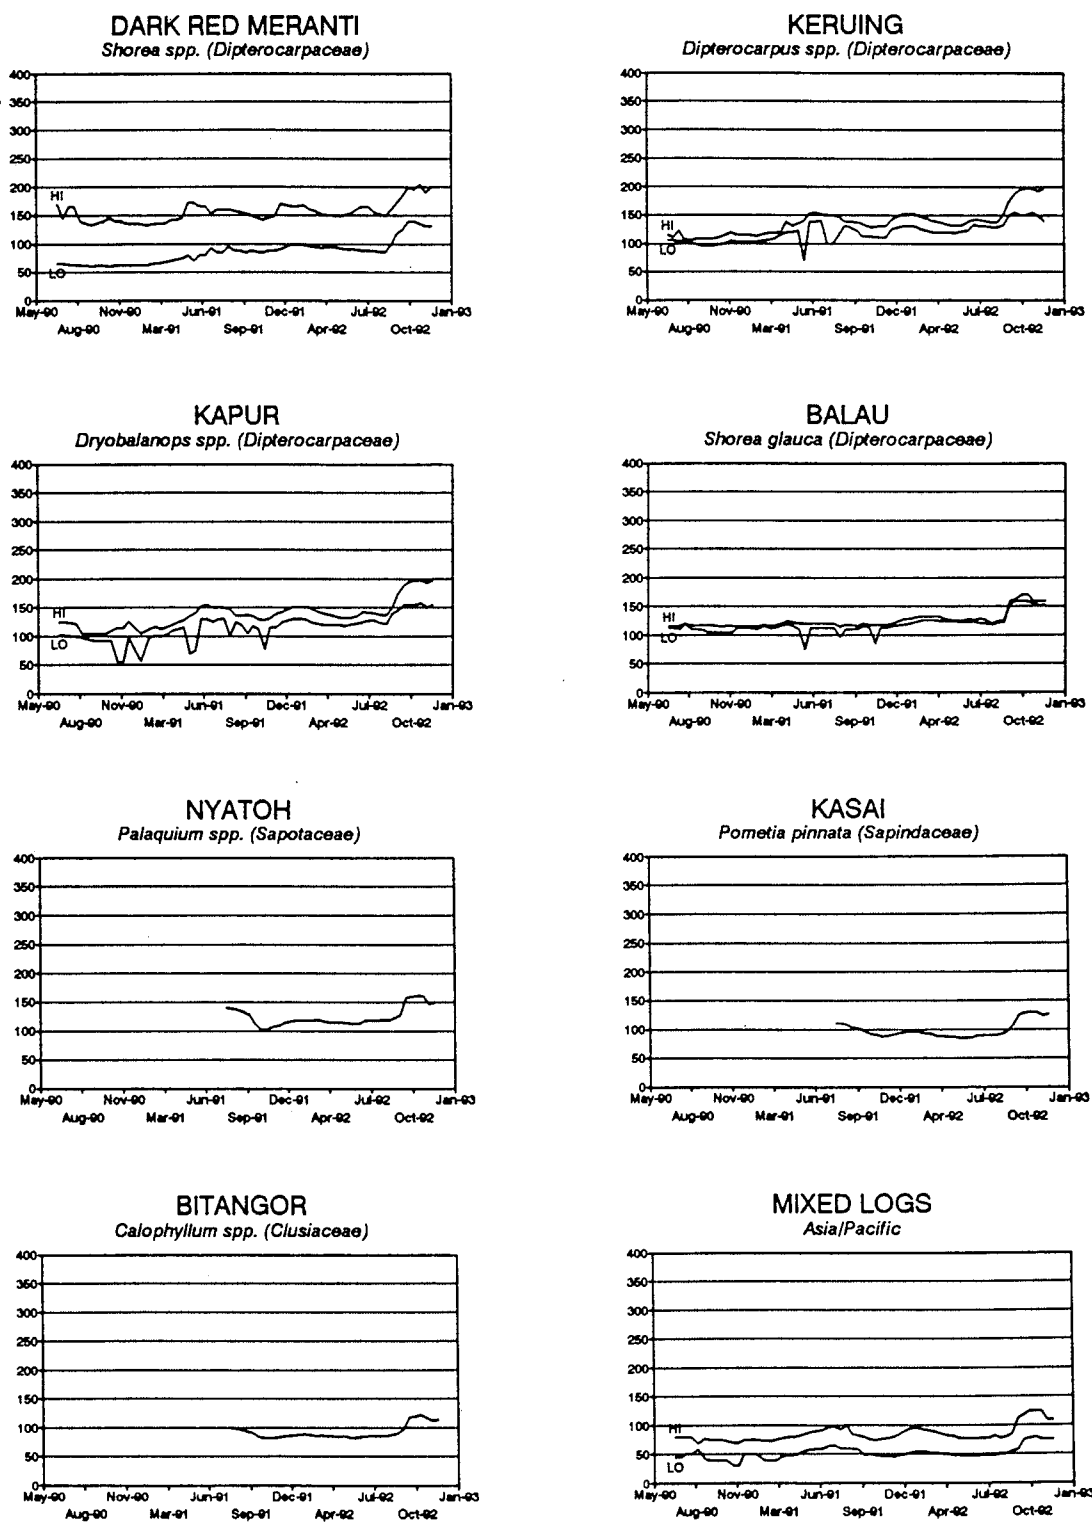 DARK RED MERANTI
Shorea spp. (Dipterocarpaceae)
400
350
300
250
200
150
100
50
0
HI
LO
May-90 Nov-90 Jun-91 Dec-91 Jul-92 Jan-93
Aug-90 Mar-91 Sep-91 Apr-92 Oct-92
KERUING
Dipterocarpus spp. (Dipterocarpaceae)
400
350
300
250
200
150
100
50
0
HI
LO
May-90 Nov-90 Jun-91 Dec-91 Jul-92 Jan-93
Aug-90 Mar-91 Sep-91 Apr-92 Oct-92
KAPUR
Dryobalanops spp. (Dipterocarpaceae)
400
350
300
250
200
150
100
50
0
HI
LO
May-90 Nov-90 Jun-91 Dec-91 Jul-92 Jan-93
Aug-90 Mar-91 Sep-91 Apr-92 Oct-92
BALAU
Shorea glauca (Dipterocarpaceae)
400
350
300
250
200
150
100
50
0
HI
LO
May-90 Nov-90 Jun-91 Dec-91 Jul-92 Jan-93
Aug-90 Mar-91 Sep-91 Apr-92 Oct-92
NYATOH
Palaquium spp. (Sapotaceae)
400
350
300
250
200
150
100
50
0
May-90 Nov-90 Jun-91 Dec-91 Jul-92 Jan-93
Aug-90 Mar-91 Sep-91 Apr-92 Oct-92
KASAI
Pometia pinnata (Sapindaceae)
400
350
300
250
200
150
100
50
0
May-90 Nov-90 Jun-91 Dec-91 Jul-92 Jan-93
Aug-90 Mar-91 Sep-91 Apr-92 Oct-92
BITANGOR
Calophyllum spp. (Clusiaceae)
400
350
300
250
200
150
100
50
0
May-90 Nov-90 Jun-91 Dec-91 Jul-92 Jan-93
Aug-90 Mar-91 Sep-91 Apr-92 Oct-92
MIXED LOGS
Asia/Pacific
400
350
300
250
200
150
100
50
0
HI
LO
May-90 Nov-90 Jun-91 Dec-91 Jul-92 Jan-93
Aug-90 Mar-91 Sep-91 Apr-92 Oct-92